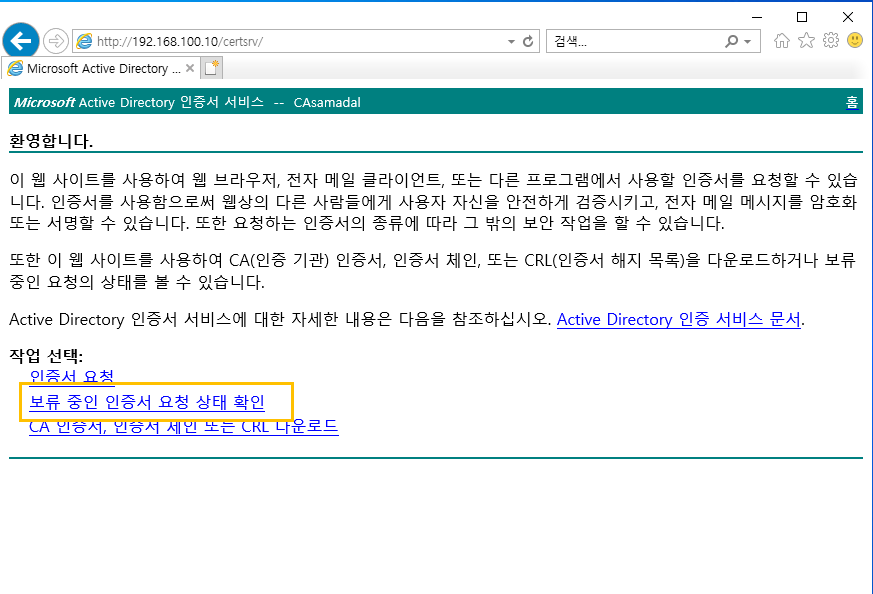 http://192.168.100.10/certsrv/
검색...
Microsoft Active Directory ...
Microsoft Active Directory 인증서 서비스 -- CAsamadal
홈
환영합니다.
이 웹 사이트를 사용하여 웹 브라우저, 전자 메일 클라이언트, 또는 다른 프로그램에서 사용할 인증서를 요청할 수 있습
니다. 인증서를 사용함으로써 웹상의 다른 사람들에게 사용자 자신을 안전하게 검증시키고, 전자 메일 메시지를 암호화
또는 서명할 수 있습니다. 또한 요청하는 인증서의 종류에 따라 그 밖의 보안 작업을 할 수 있습니다.
또한 이 웹 사이트를 사용하여 CA(인증 기관) 인증서, 인증서 체인, 또는 CRL(인증서 해지 목록)을 다운로드하거나 보류
중인 요청의 상태를 볼 수 있습니다.
Active Directory 인증서 서비스에 대한 자세한 내용은 다음을 참조하십시오. Active Directory 인증 서비스 문서.
작업 선택:
인증서 요청
보류 중인 인증서 요청 상태 확인
CA 인증서, 인증서 체인 또는 CRL 다운로드